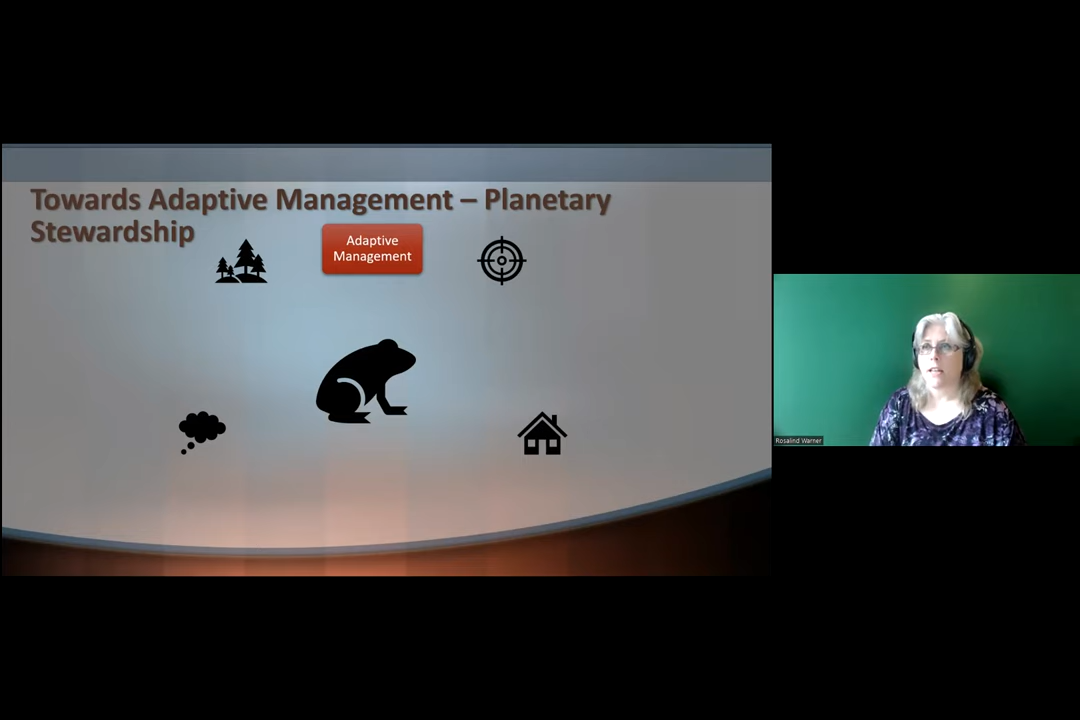 Towards Adaptive Management – Planetary
Stewardship
Adaptive
Management
Rosalind Warner